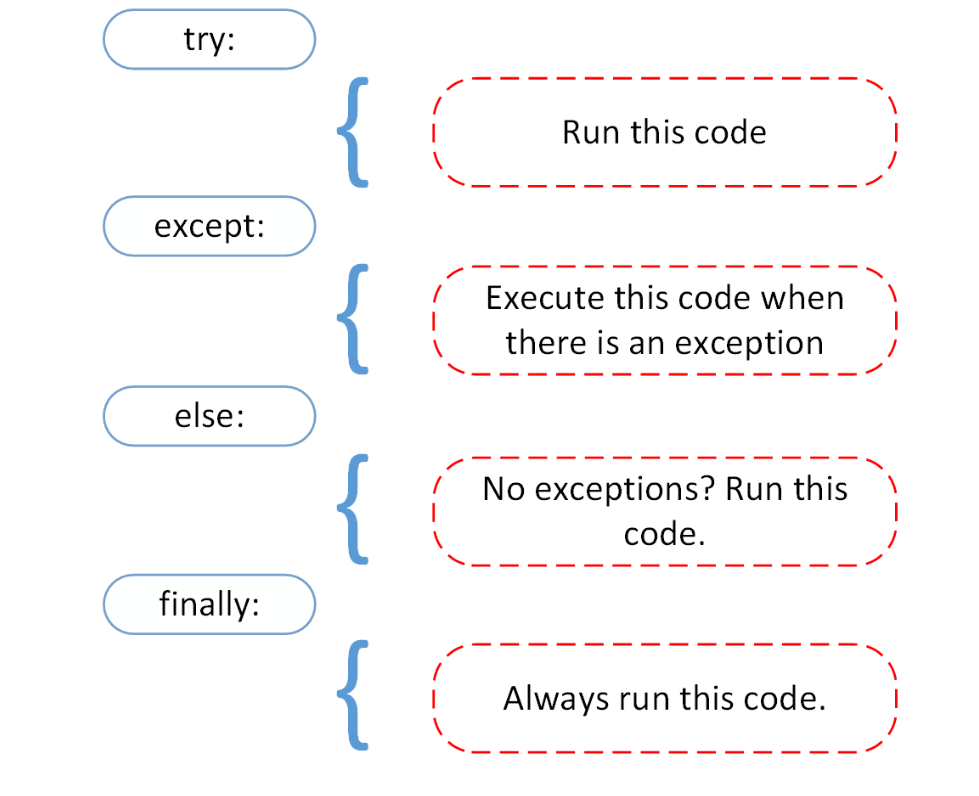 try:
Run this code
except:
Execute this code when
there is an exception
else:
No exceptions? Run this
code.
finally:
Always run this code.